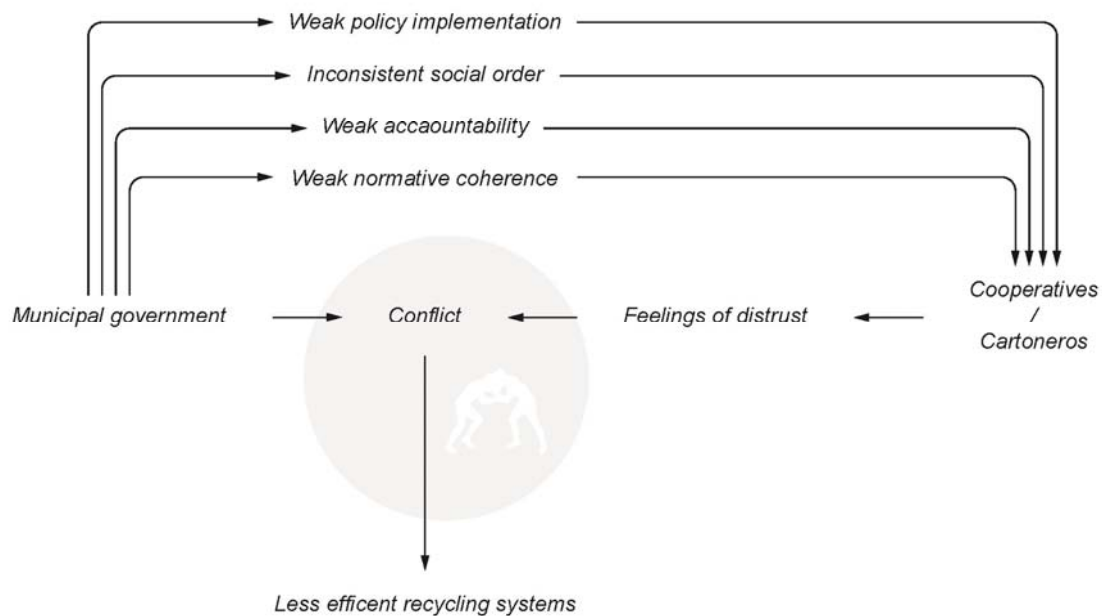 Weak policy implementation
Inconsistent social order
Weak accaountability
Weak normative coherence
Municipal government
Conflict
Feelings of distrust
Cooperatives
/
Cartoneros
Less efficent recycling systems